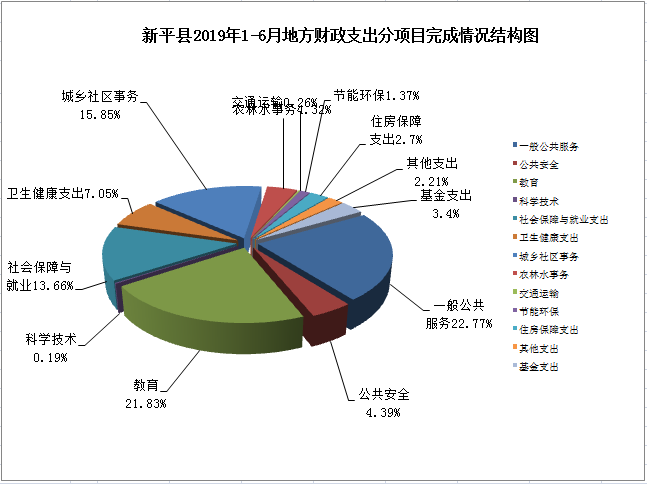 新平县2019年1-6月地方财政支出分项目完成情况结构图
城乡社区事务
15.85%
交通运输0.26%
农林水事务4.32%
节能环保1.37%
住房保障
支出2.7%
其他支出
2.21%
基金支出
3.4%
卫生健康支出7.05%
社会保障与
就业13.66%
科学技术
0.19%
教育
21.83%
公共安全
4.39%
一般公共
服务22.77%
一般公共服务
公共安全
教育
科学技术
社会保障与就业支出
卫生健康支出
城乡社区事务
农林水事务
交通运输
节能环保
住房保障支出
其他支出
基金支出